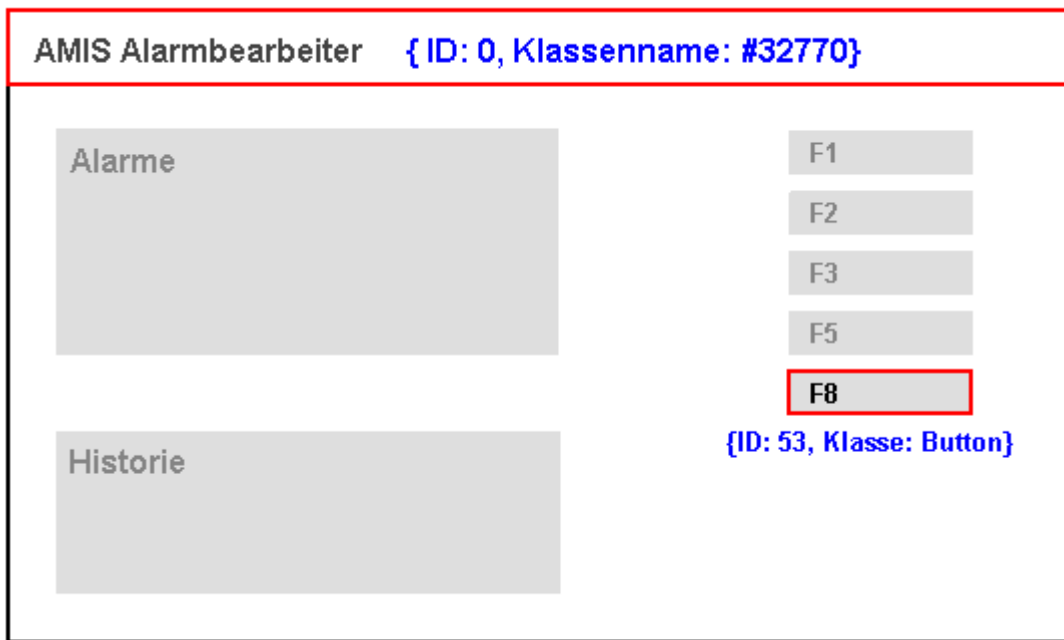 AMIS Alarmbearbeiter { ID: 0, Klassenname: #32770}
Alarme
F1
F2
F3
F5
F8
{ID: 53, Klasse: Button}
Historie